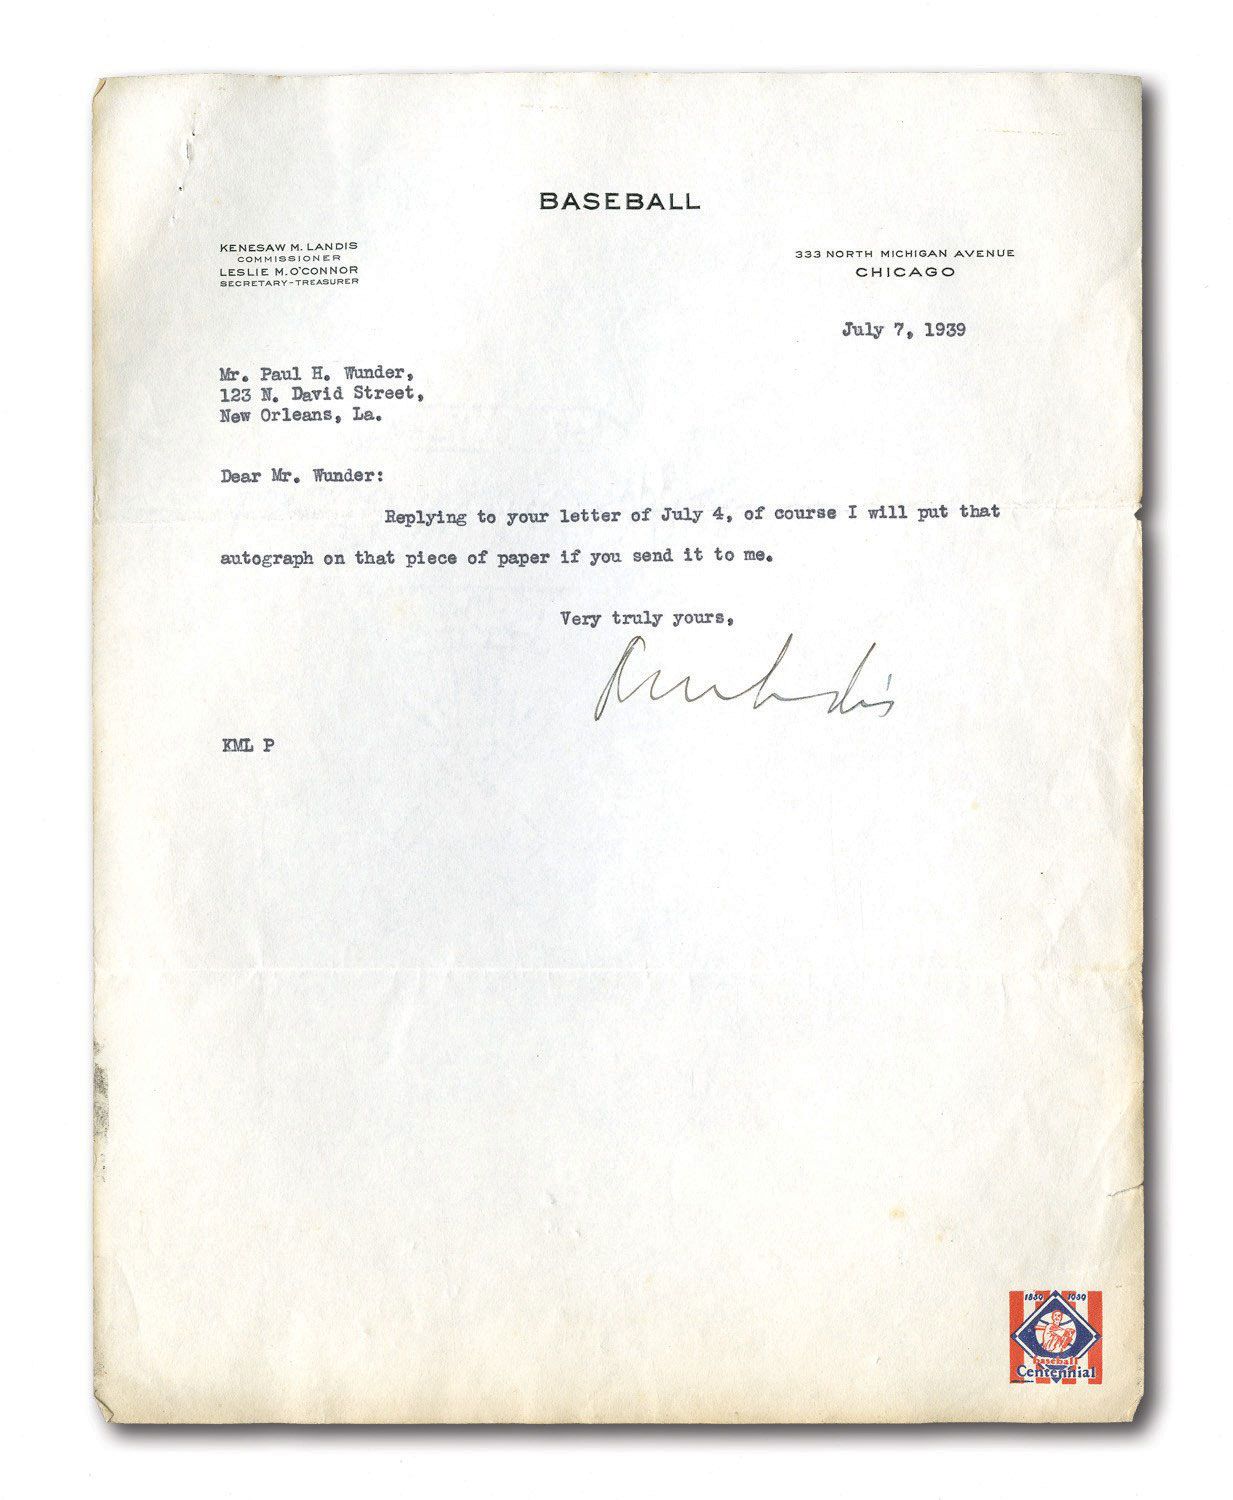 BASEBALL
KENESAW M. LANDIS
COMMISSIONER
LESLIE M. O'CONNOR
SECRETARY-TREASURER
333 NORTH MICHIGAN AVENUE
CHICAGO
July 7, 1939
Mr. Paul H. Wunder,
123 N. David Street,
New Orleans, La.
Dear Mr. Wunder:
Replying to your letter of July 4, of course I will put that
autograph on that piece of paper if you send it to me.
Very truly yours,
KML P
1839 1939
baseball
Centennial